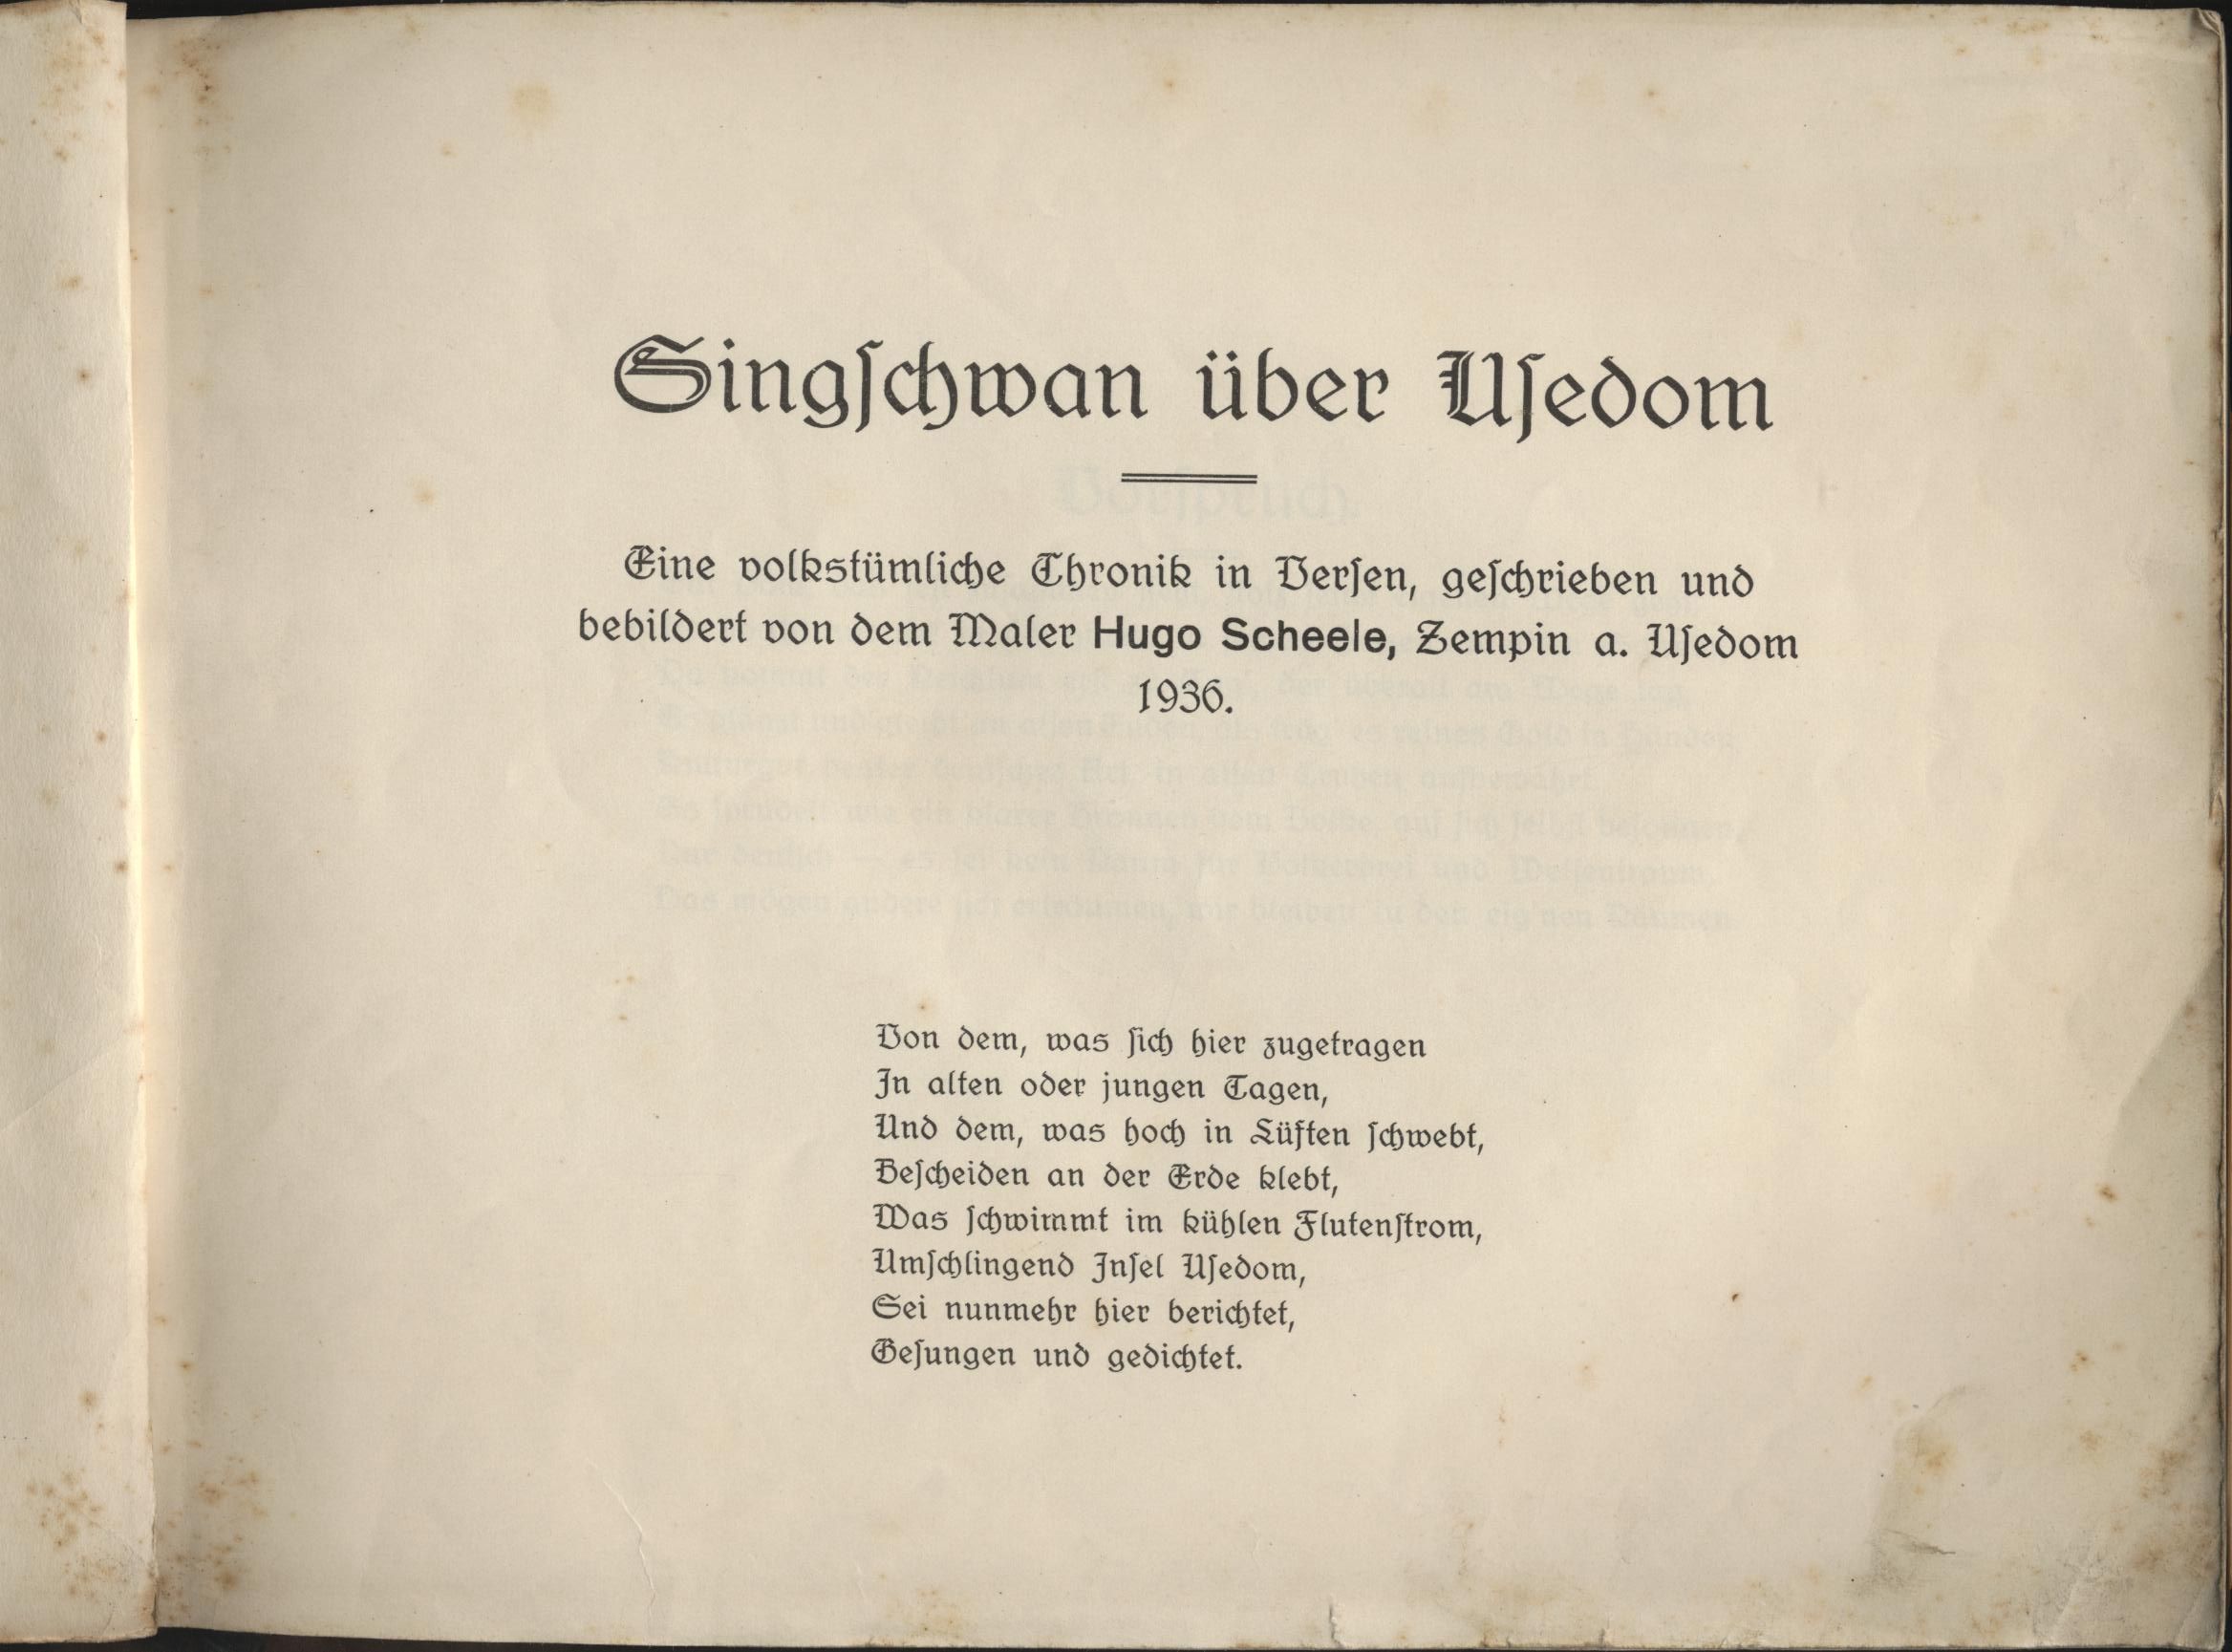 Singſchwan über Uſedom
Eine volkstümliche Chronik in Verſen, geſchrieben und
bebildert von dem Maler Hugo Scheele, Zempin a. Uſedom
1936.
Von dem, was ſich hier zugetragen
In alten oder jungen Tagen,
Und dem, was hoch in Lüften ſchwebt,
Beſcheiden an der Erde klebt,
Was ſchwimmt im kühlen Flutenſtrom,
Umſchlingend Inſel Uſedom,
Sei nunmehr hier berichtet,
Geſungen und gedichtet.